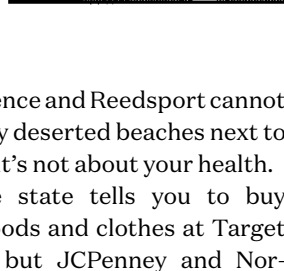 ence and Reedsport cannot
y deserted beaches next to
t's not about your health.
e state tells you to buy
ods and clothes at Target
but JCPenney and Nor-